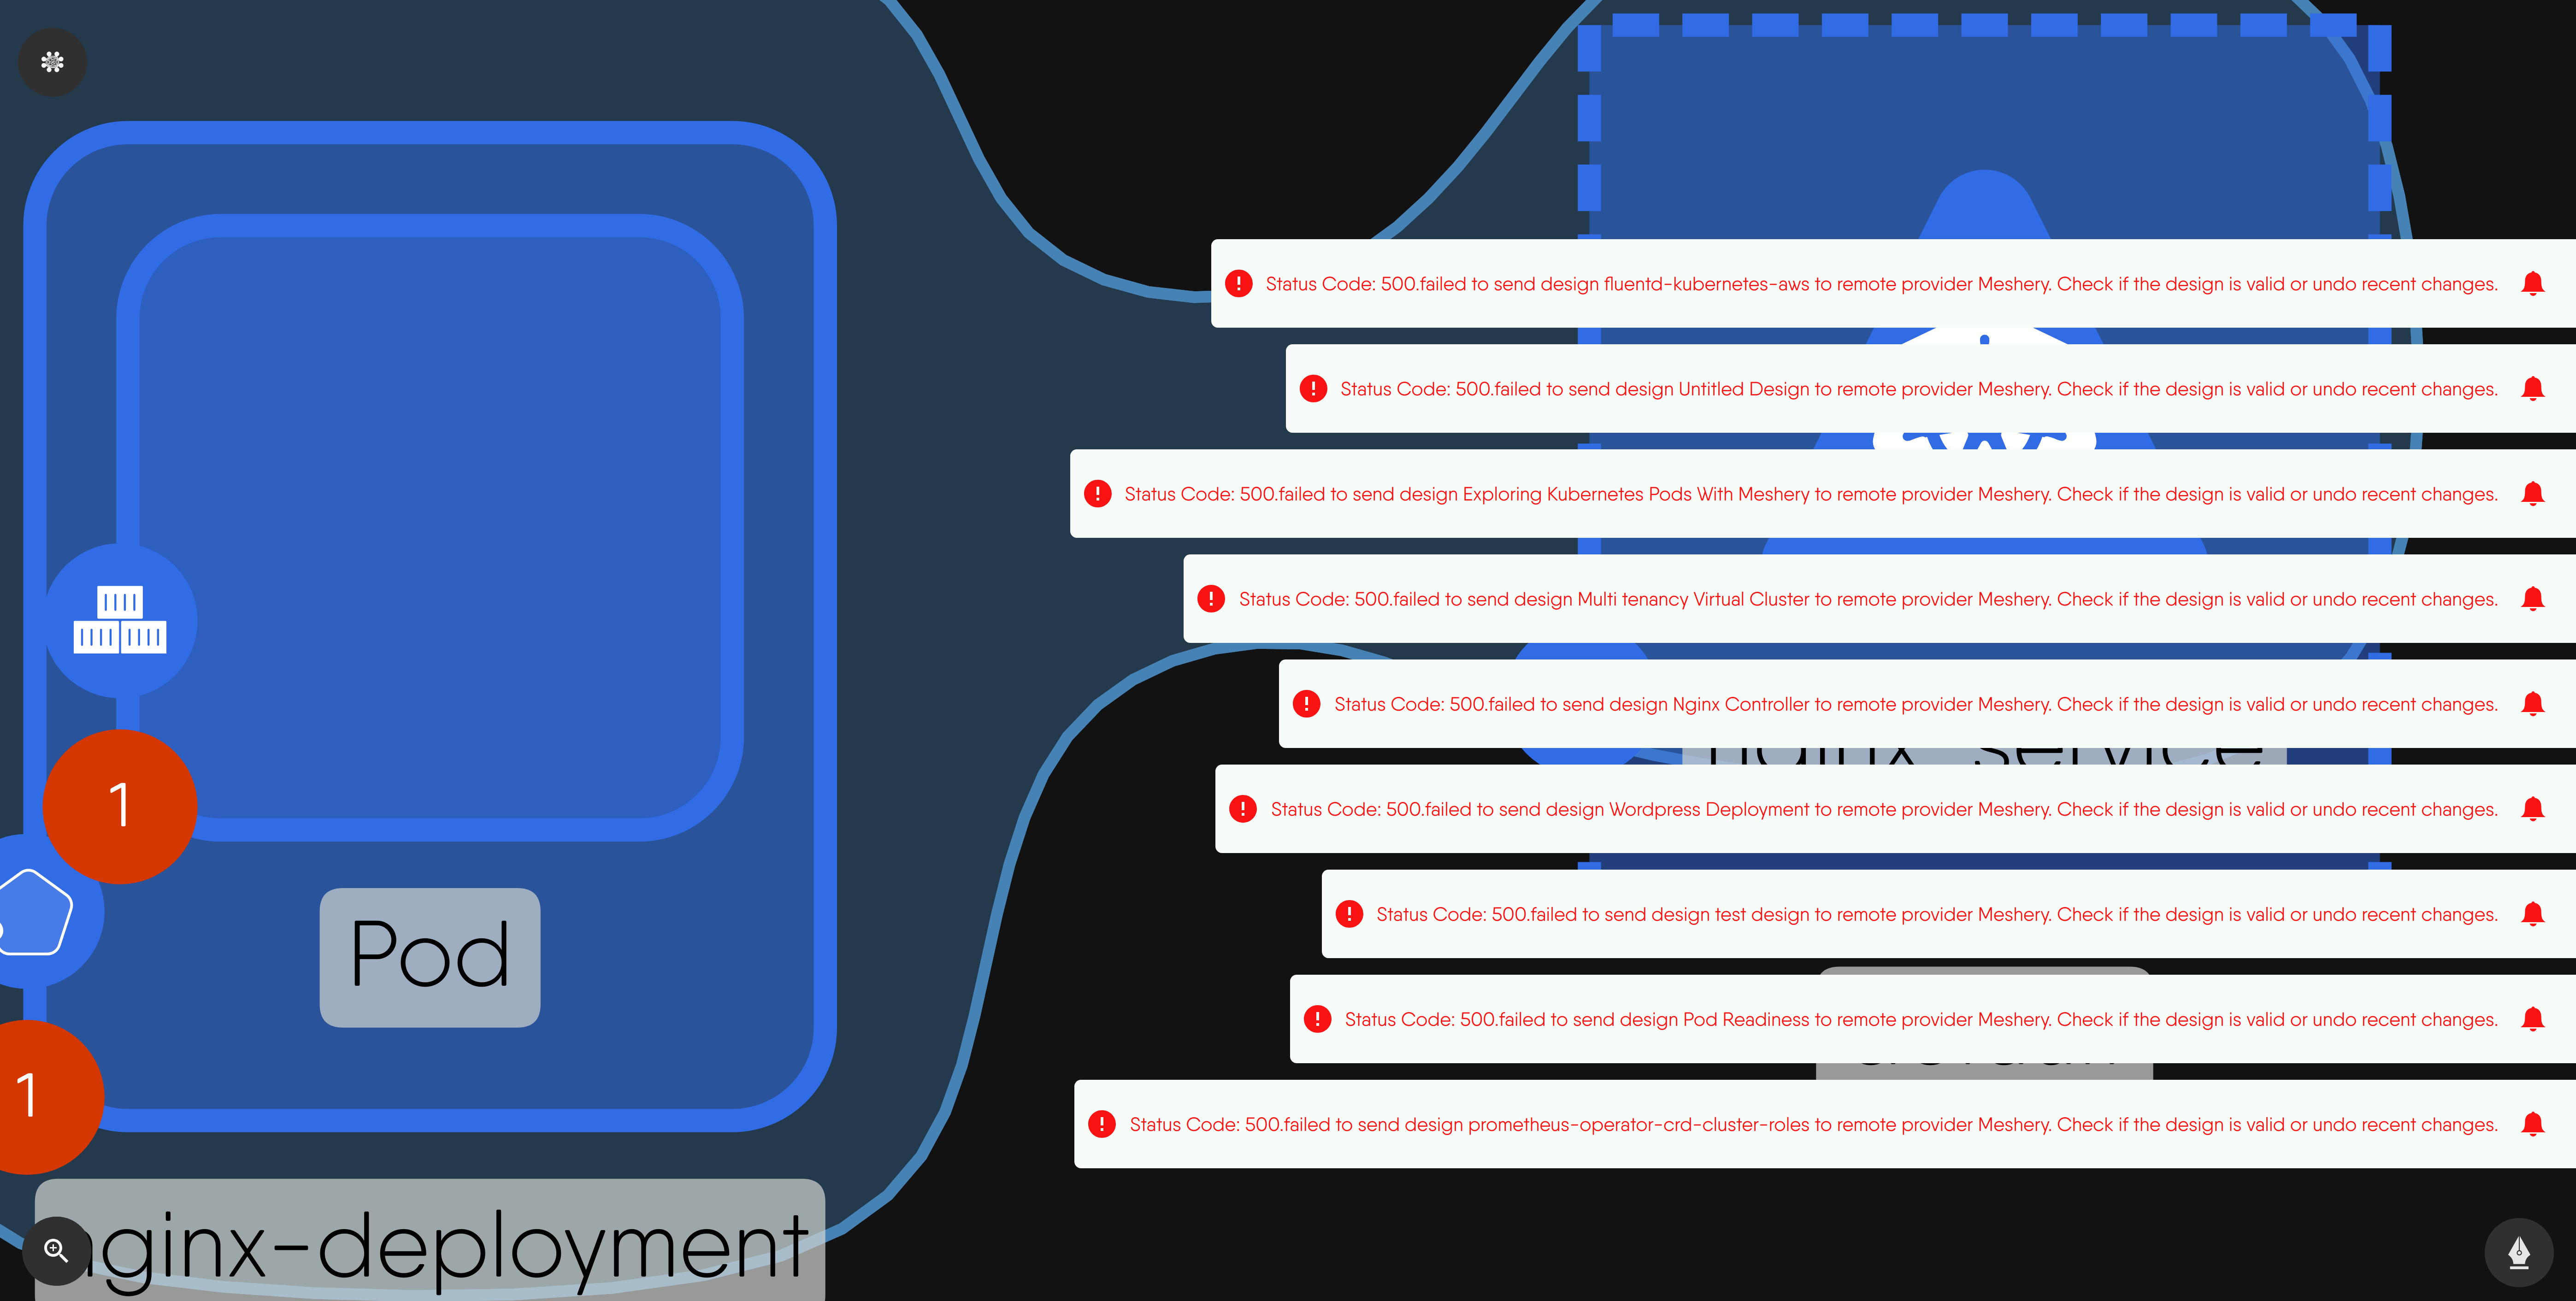 Status Code: 500.failed to send design fluentd-kubernetes-aws to remote provider Meshery. Check if the design is valid or undo recent changes.
Status Code: 500.failed to send design Untitled Design to remote provider Meshery. Check if the design is valid or undo recent changes.
Status Code: 500.failed to send design Exploring Kubernetes Pods With Meshery to remote provider Meshery. Check if the design is valid or undo recent changes.
Status Code: 500.failed to send design Multi tenancy Virtual Cluster to remote provider Meshery. Check if the design is valid or undo recent changes.
Status Code: 500.failed to send design Nginx Controller to remote provider Meshery. Check if the design is valid or undo recent changes.
nginx-service
Status Code: 500.failed to send design Wordpress Deployment to remote provider Meshery. Check if the design is valid or undo recent changes.
1
Status Code: 500.failed to send design test design to remote provider Meshery. Check if the design is valid or undo recent changes.
Pod
Status Code: 500.failed to send design Pod Readiness to remote provider Meshery. Check if the design is valid or undo recent changes.
1
Status Code: 500.failed to send design prometheus-operator-crd-cluster-roles to remote provider Meshery. Check if the design is valid or undo recent changes.
nginx-deployment